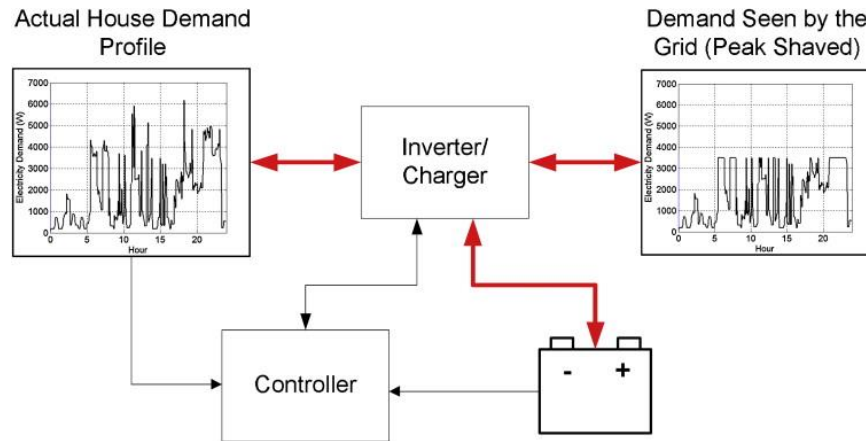 Actual House Demand
Profile
Demand Seen by the
Grid (Peak Shaved)
7000
6000
5000
4000
3000
2000
1000
0
Electricity Demand (W)
0 5 10 15 20
Hour
Inverter/
Charger
7000
6000
5000
4000
3000
2000
1000
0
Electricity Demand (W)
0 5 10 15 20
Hour
Controller
- +